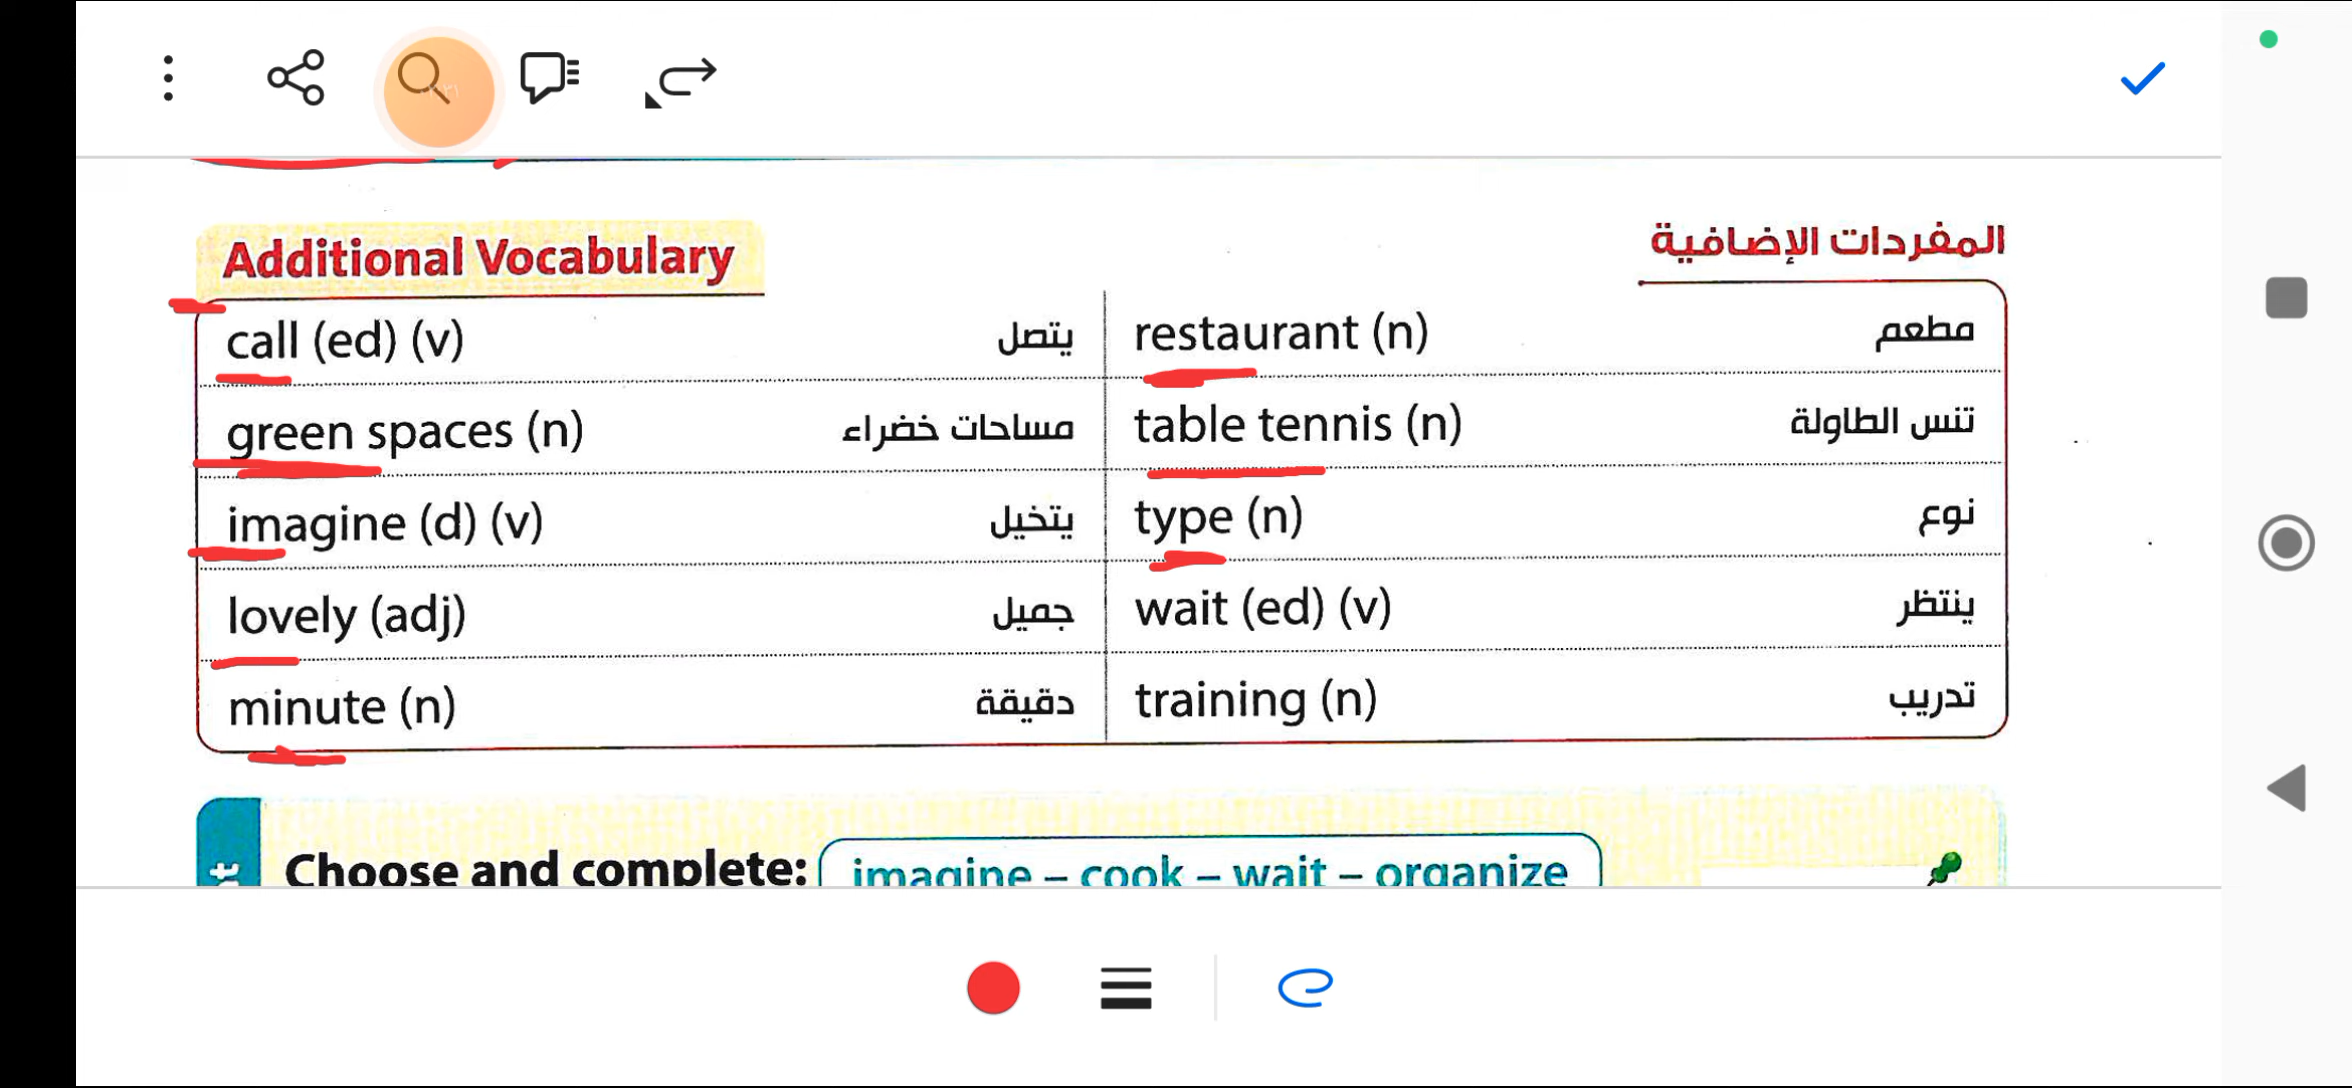 Additional Vocabulary
المفردات الإضافية
call (ed) (v) يتصل
restaurant (n) مطعم
green spaces (n) مساحات خضراء
table tennis (n) تنس الطاولة
imagine (d) (v) يتخيل
type (n) نوع
lovely (adj) جميل
wait (ed) (v) ينتظر
minute (n) دقيقة
training (n) تدريب
Choose and complete: imagine – cook – wait – organize